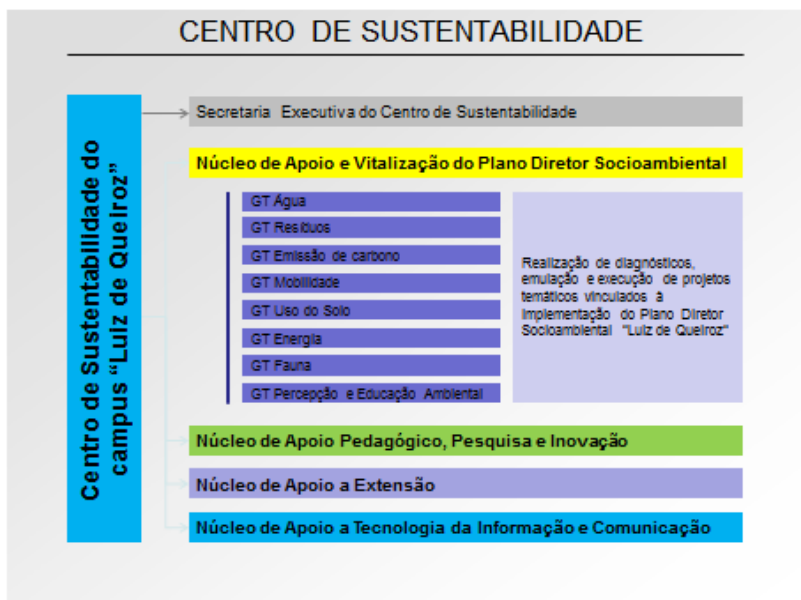 CENTRO DE SUSTENTABILIDADE
Centro de Sustentabilidade do
campus “Luiz de Queiroz”
Secretaria Executiva do Centro de Sustentabilidade
Núcleo de Apoio e Vitalização do Plano Diretor Socioambiental
GT Água
GT Resíduos
GT Emissão de carbono
GT Mobilidade
GT Uso do Solo
GT Energia
GT Fauna
GT Percepção e Educação Ambiental
Realização de diagnósticos,
emulação e execução de projetos
temáticos vinculados à
implementação do Plano Diretor
Socioambiental "Luiz de Queiroz"
Núcleo de Apoio Pedagógico, Pesquisa e Inovação
Núcleo de Apoio a Extensão
Núcleo de Apoio a Tecnologia da Informação e Comunicação